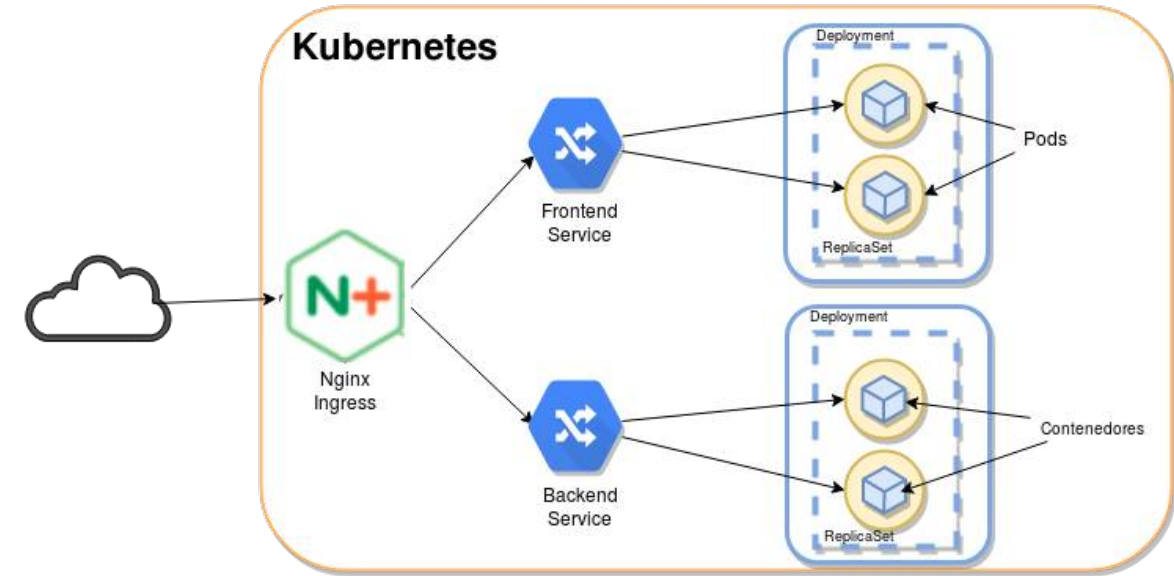 Kubernetes
Deployment
Pods
Frontend
Service
ReplicaSet
N+
Nginx
Ingress
Deployment
Contenedores
Backend
Service
ReplicaSet